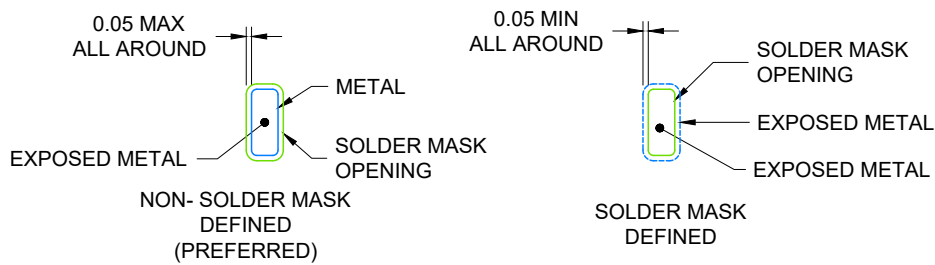 0.05 MAX
ALL AROUND
METAL
EXPOSED METAL
SOLDER MASK
OPENING
NON- SOLDER MASK
DEFINED
(PREFERRED)
0.05 MIN
ALL AROUND
SOLDER MASK
OPENING
EXPOSED METAL
EXPOSED METAL
SOLDER MASK
DEFINED